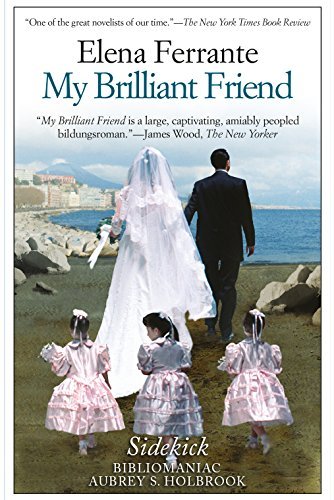 "One of the great novelists of our time."—The New York Times Book Review
Elena Ferrante
My Brilliant Friend
"My Brilliant Friend is a large, captivating, amiably peopled
bildungsroman."—James Wood, The New Yorker
Sidekick
BIBLIOMANIAC
AUBREY S. HOLBROOK